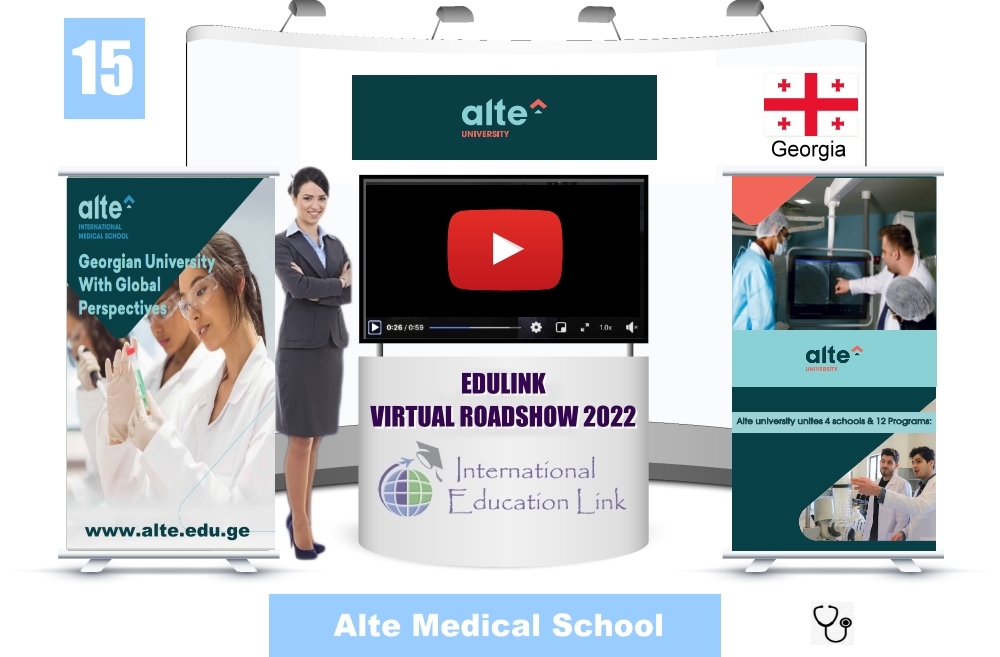 15
alte
UNIVERSITY
Georgia
alte
INTERNATIONAL
MEDICAL SCHOOL
Georgian University
With Global
Perspectives
www.alte.edu.ge
0:26 / 0:59
1.0x
EDULINK
VIRTUAL ROADSHOW 2022
International
Education Link
alte
UNIVERSITY
Alte university unites 4 schools & 12 Programs:
Alte Medical School